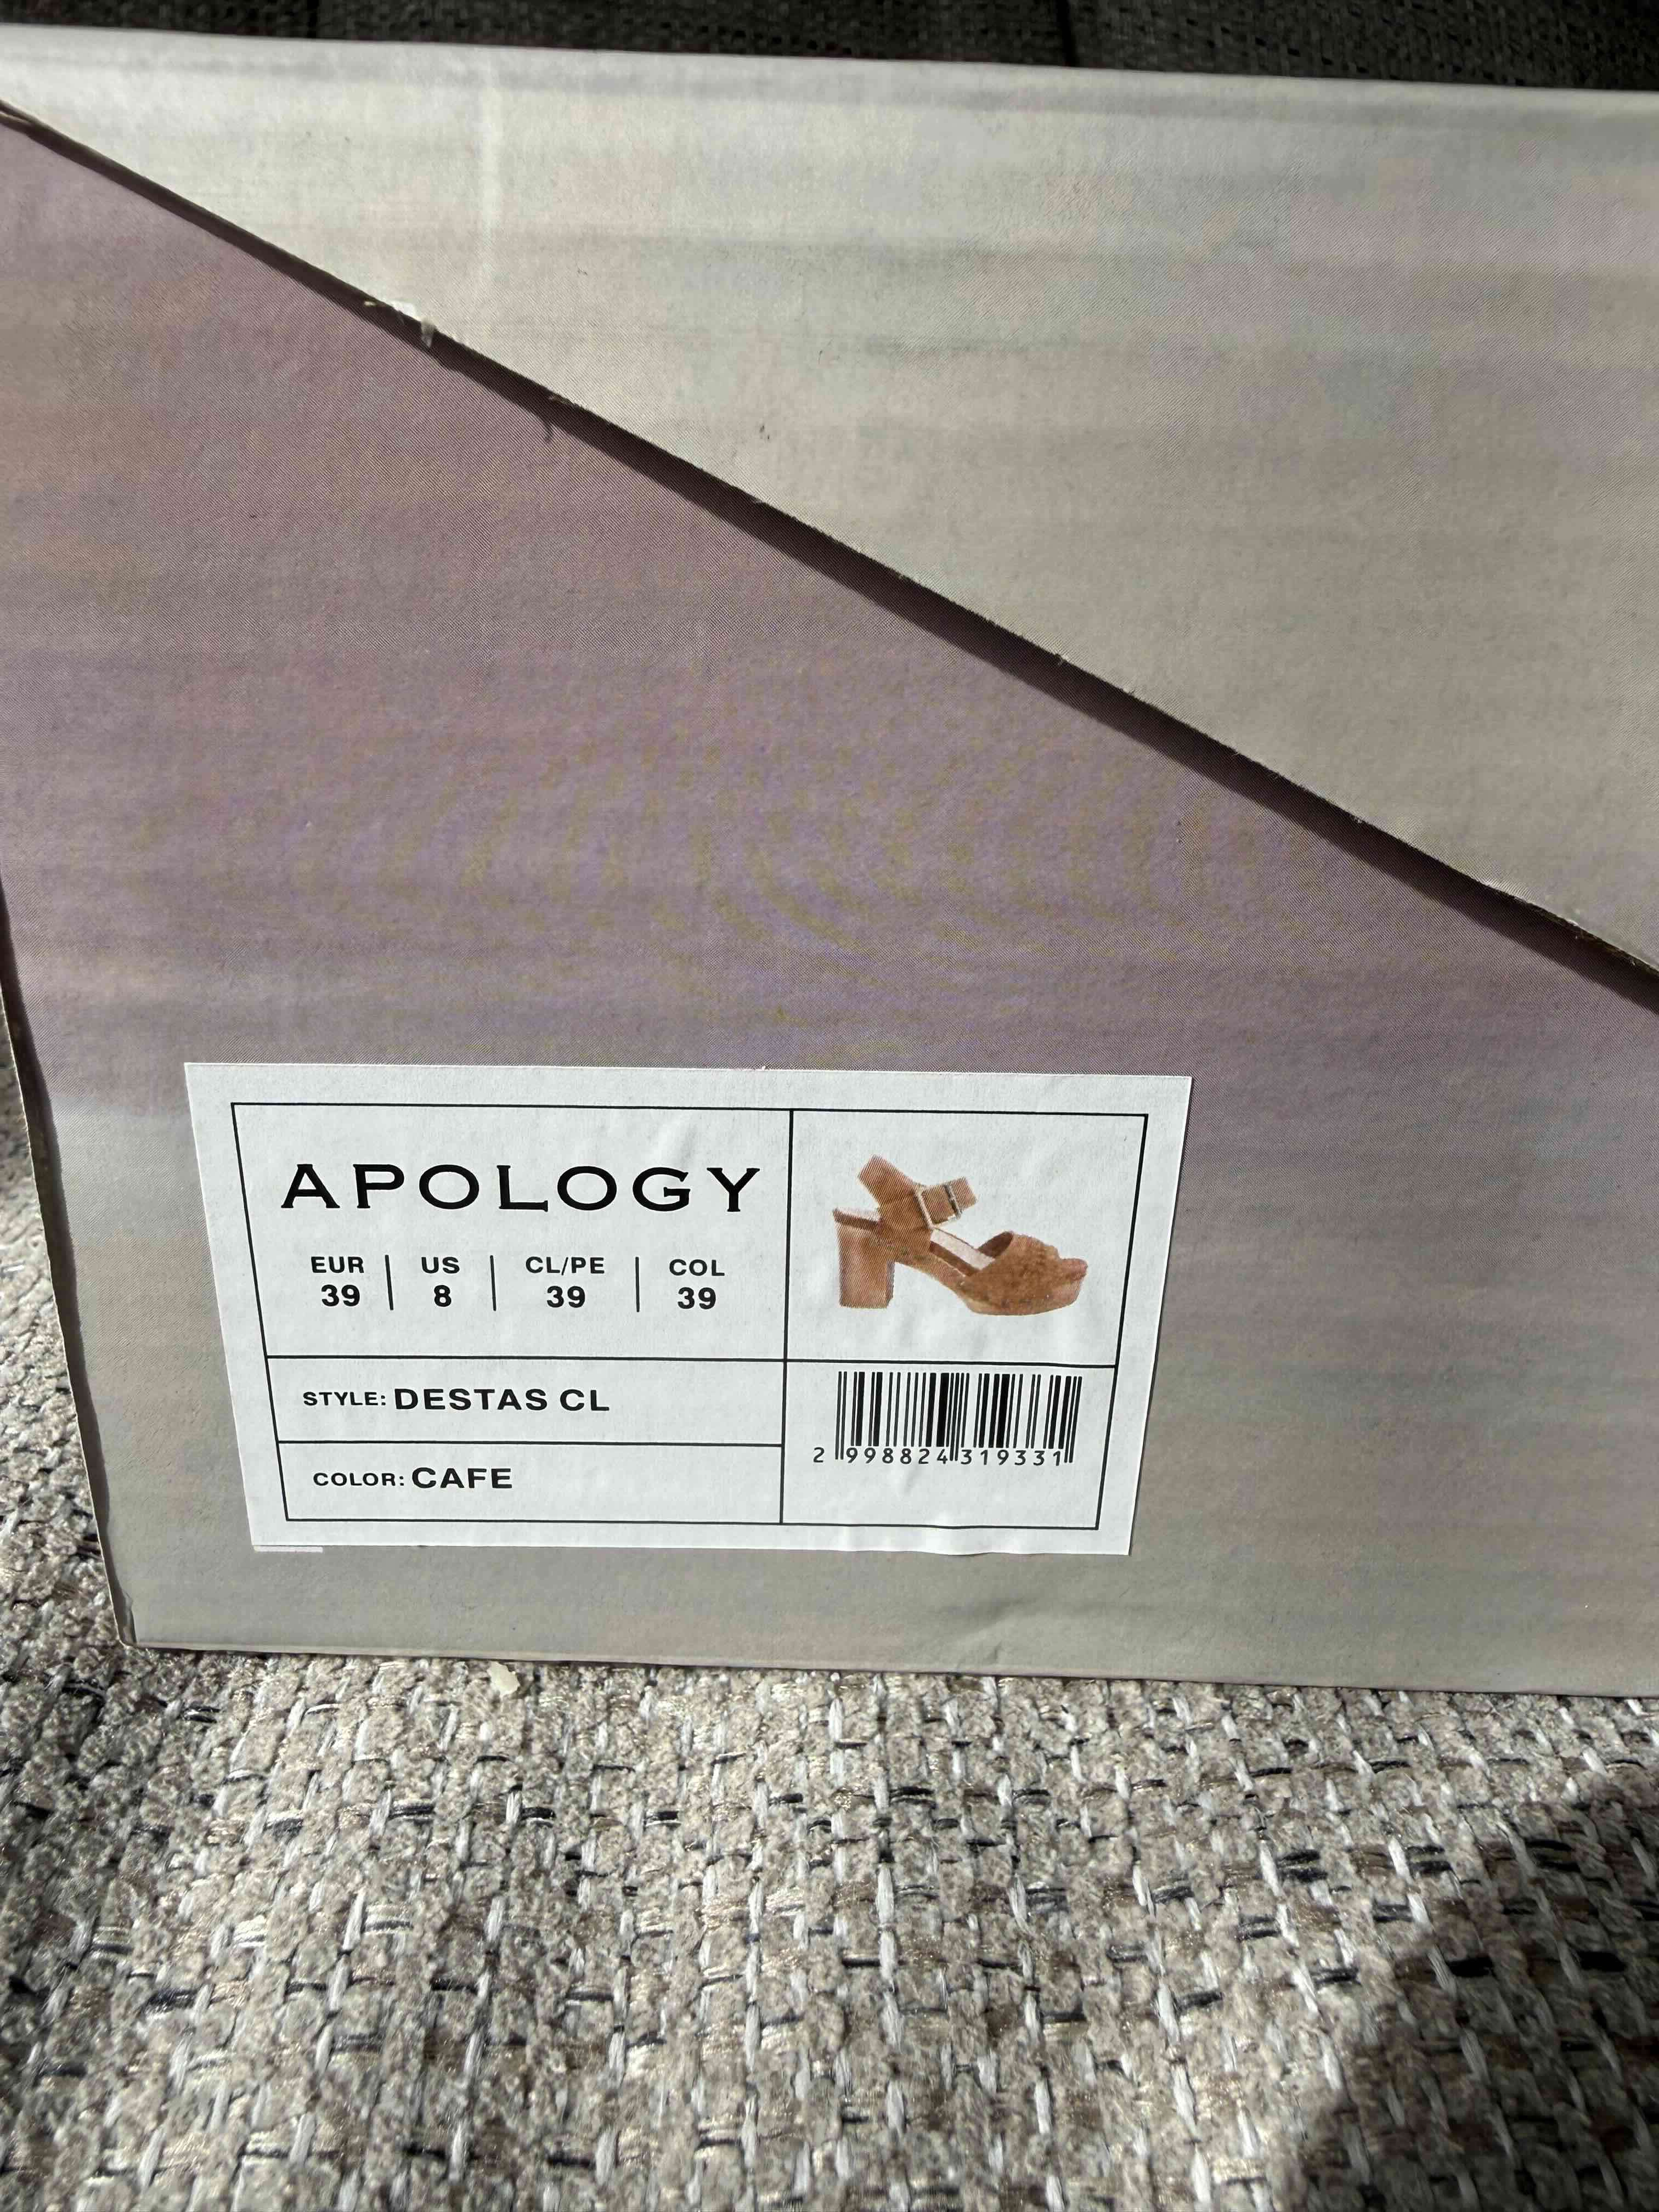 APOLOGY
EUR US CL/PE COL
39 8 39 39
STYLE: DESTAS CL
COLOR: CAFE
2 998824 319331